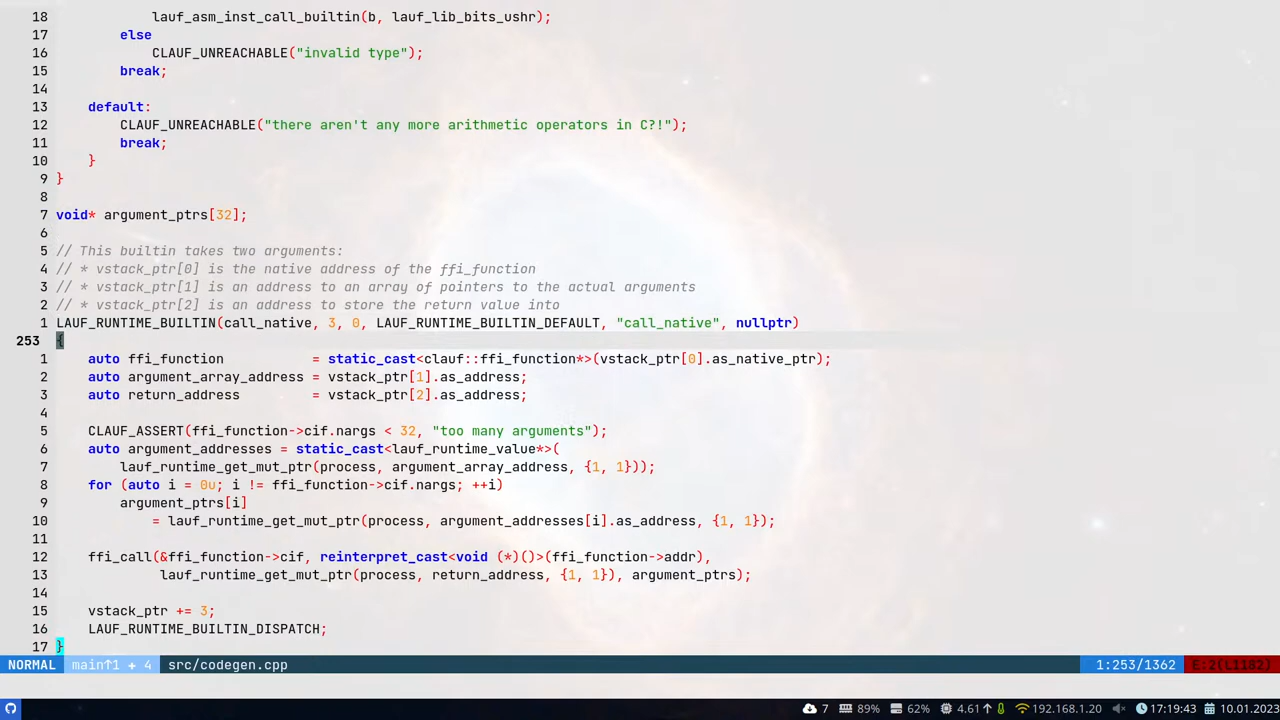 18             lauf_asm_inst_call_builtin(b, lauf_lib_bits_ushr);
17         else
16             CLAUF_UNREACHABLE("invalid type");
15         break;
14
13     default:
12         CLAUF_UNREACHABLE("there aren't any more arithmetic operators in C?!");
11         break;
10     }
9 }
8
7 void* argument_ptrs[32];
6
5 // This builtin takes two arguments:
4 // * vstack_ptr[0] is the native address of the ffi_function
3 // * vstack_ptr[1] is an address to an array of pointers to the actual arguments
2 // * vstack_ptr[2] is an address to store the return value into
1 LAUF_RUNTIME_BUILTIN(call_native, 3, 0, LAUF_RUNTIME_BUILTIN_DEFAULT, "call_native", nullptr)
253 {
1     auto ffi_function           = static_cast<clauf::ffi_function*>(vstack_ptr[0].as_native_ptr);
2     auto argument_array_address = vstack_ptr[1].as_address;
3     auto return_address         = vstack_ptr[2].as_address;
4
5     CLAUF_ASSERT(ffi_function->cif.nargs < 32, "too many arguments");
6     auto argument_addresses = static_cast<lauf_runtime_value*>(
7         lauf_runtime_get_mut_ptr(process, argument_array_address, {1, 1}));
8     for (auto i = 0u; i != ffi_function->cif.nargs; ++i)
9         argument_ptrs[i]
10             = lauf_runtime_get_mut_ptr(process, argument_addresses[i].as_address, {1, 1});
11
12     ffi_call(&ffi_function->cif, reinterpret_cast<void (*)()>(ffi_function->addr),
13              lauf_runtime_get_mut_ptr(process, return_address, {1, 1}), argument_ptrs);
14
15     vstack_ptr += 3;
16     LAUF_RUNTIME_BUILTIN_DISPATCH;
17 }
NORMAL main↑1 + 4 src/codegen.cpp 1:253/1362 E:2(L1182)
7 89% 62% 4.61↑ 192.168.1.20 17:19:43 10.01.2023